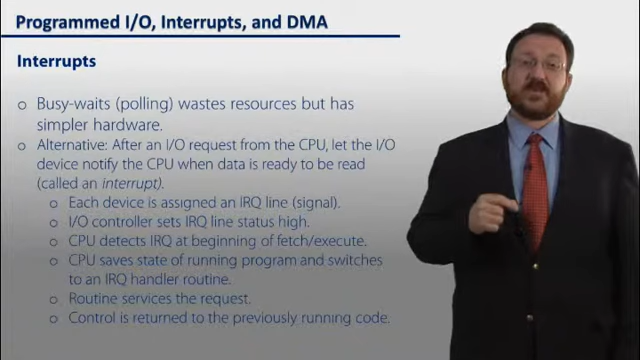 Programmed I/O, Interrupts, and DMA
Interrupts
o Busy-waits (polling) wastes resources but has
simpler hardware.
o Alternative: After an I/O request from the CPU, let the I/O
device notify the CPU when data is ready to be read
(called an interrupt).
o Each device is assigned an IRQ line (signal).
o I/O controller sets IRQ line status high.
o CPU detects IRQ at beginning of fetch/execute.
o CPU saves state of running program and switches
to an IRQ handler routine.
o Routine services the request.
o Control is returned to the previously running code.